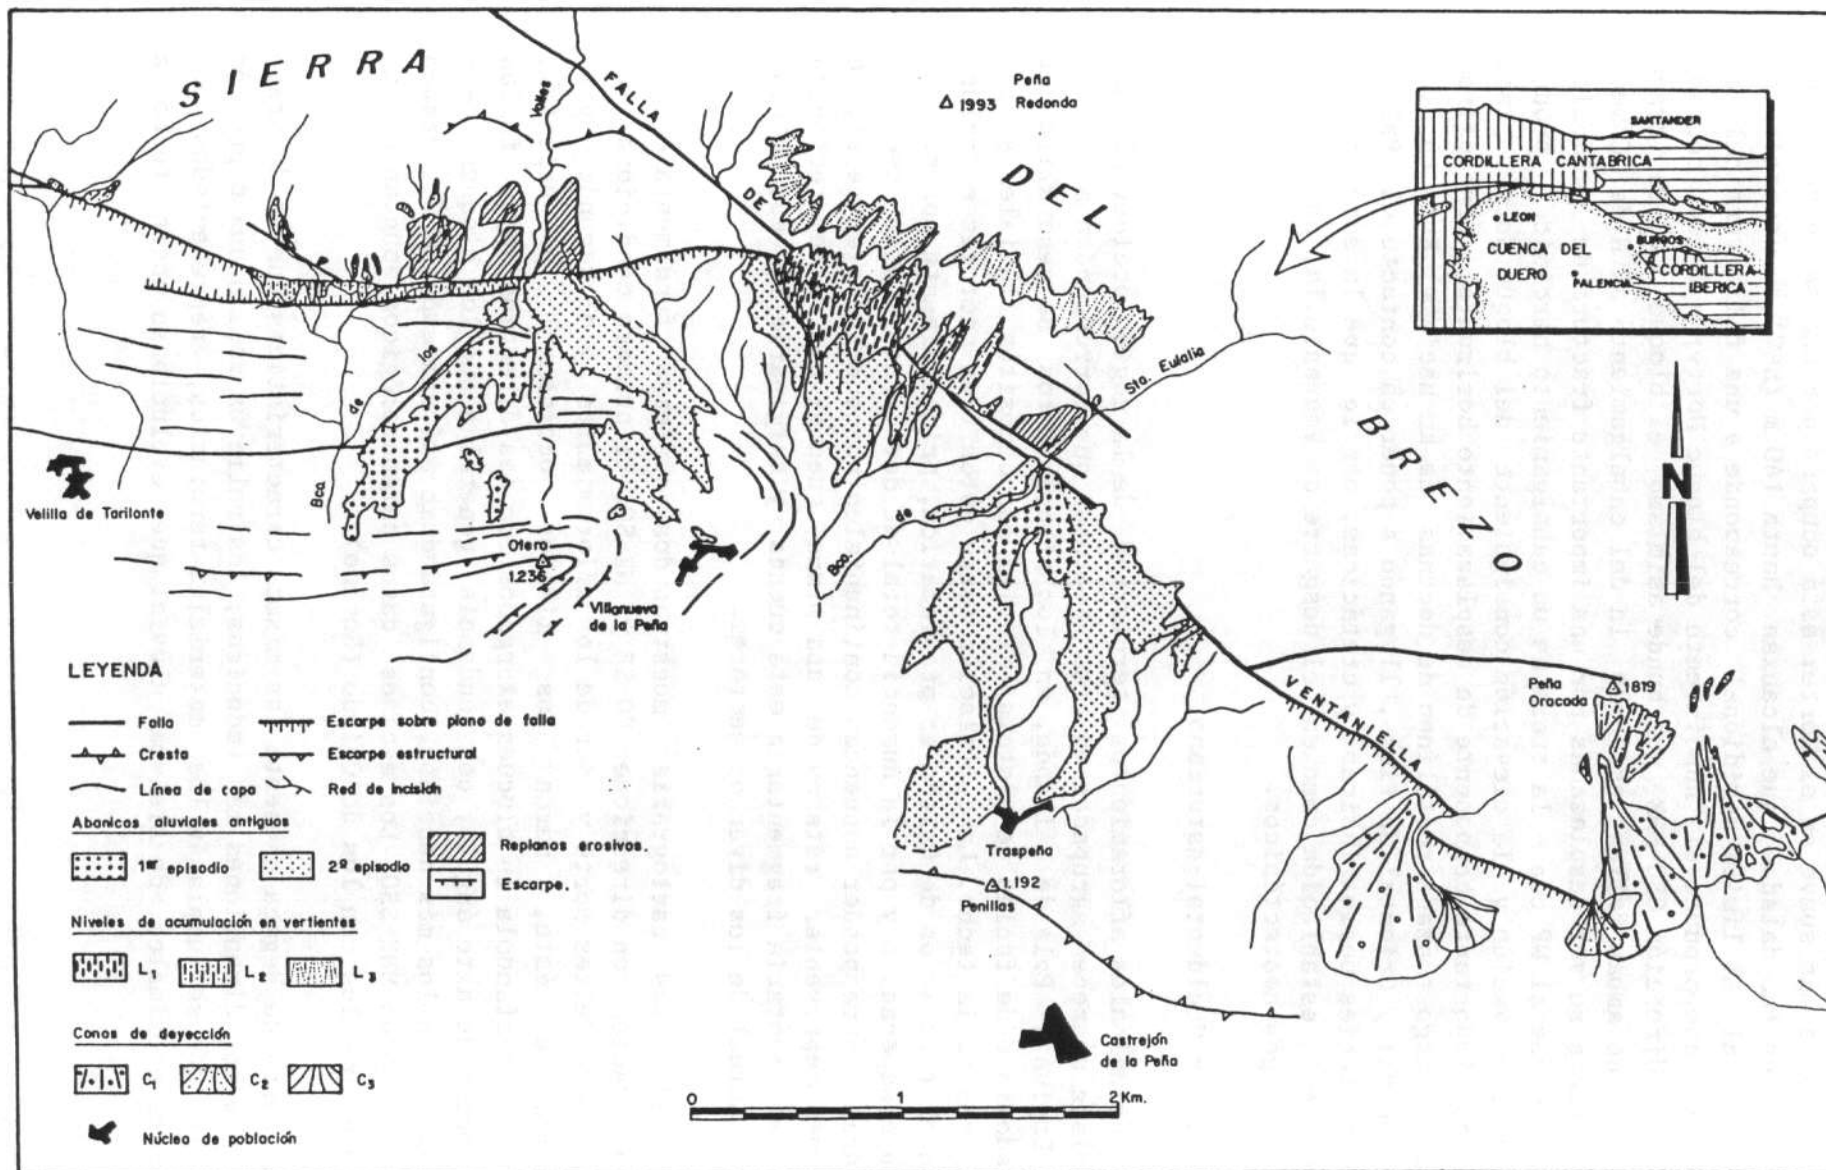 SIERRA
DEL
BREZO
FALLA
DE
VENTANIELLA
Peña
Redonda
1993
Valles
los
de
Bco.
Sta. Eulalia
de
Bco.
Velilla de Tarilonte
Otero
1.236
Villanueva
de la Peña
Peña
Oracada
1819
Traspeña
1.192
Penillas
Castrejón
de la Peña
SANTANDER
CORDILLERA CANTABRICA
LEON
BURGOS
CUENCA DEL
DUERO
PALENCIA
CORDILLERA
IBERICA
N
LEYENDA
Falla
Escarpe sobre plano de falla
Cresta
Escarpe estructural
Línea de capa
Red de incisión
Abanicos aluviales antiguos
1er episodio
2º episodio
Replanos erosivos.
Escarpe.
Niveles de acumulación en vertientes
L1
L2
L3
Conos de deyección
C1
C2
C3
Núcleo de población
0 1 2 Km.